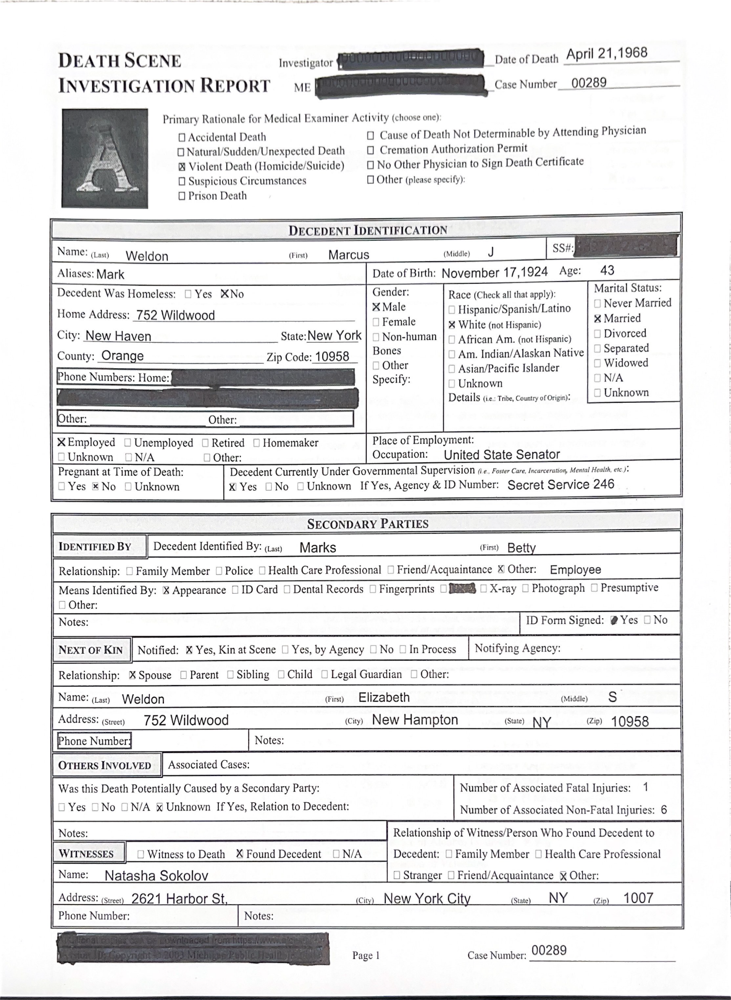 DEATH SCENE
INVESTIGATION REPORT
Investigator
Date of Death April 21,1968
ME
Case Number 00289
A
Primary Rationale for Medical Examiner Activity (choose one):
☐ Accidental Death
☐ Natural/Sudden/Unexpected Death
☒ Violent Death (Homicide/Suicide)
☐ Suspicious Circumstances
☐ Prison Death
☐ Cause of Death Not Determinable by Attending Physician
☐ Cremation Authorization Permit
☐ No Other Physician to Sign Death Certificate
☐ Other (please specify):
DECEDENT IDENTIFICATION
Name: (Last) Weldon (First) Marcus (Middle) J SS#:
Aliases: Mark
Date of Birth: November 17,1924 Age: 43
Decedent Was Homeless: ☐ Yes ☒ No
Home Address: 752 Wildwood
City: New Haven State: New York
County: Orange Zip Code: 10958
Phone Numbers: Home:
Other: Other:
Gender:
☒ Male
☐ Female
☐ Non-human
Bones
☐ Other
Specify:
Race (Check all that apply):
☐ Hispanic/Spanish/Latino
☒ White (not Hispanic)
☐ African Am. (not Hispanic)
☐ Am. Indian/Alaskan Native
☐ Asian/Pacific Islander
☐ Unknown
Details (i.e.: Tribe, Country of Origin):
Marital Status:
☐ Never Married
☒ Married
☐ Divorced
☐ Separated
☐ Widowed
☐ N/A
☐ Unknown
☒ Employed ☐ Unemployed ☐ Retired ☐ Homemaker
☐ Unknown ☐ N/A ☐ Other:
Place of Employment:
Occupation: United State Senator
Pregnant at Time of Death:
☐ Yes ☒ No ☐ Unknown
Decedent Currently Under Governmental Supervision (i.e., Foster Care, Incarceration, Mental Health, etc.):
☒ Yes ☐ No ☐ Unknown If Yes, Agency & ID Number: Secret Service 246
SECONDARY PARTIES
IDENTIFIED BY Decedent Identified By: (Last) Marks (First) Betty
Relationship: ☐ Family Member ☐ Police ☐ Health Care Professional ☐ Friend/Acquaintance ☒ Other: Employee
Means Identified By: ☒ Appearance ☐ ID Card ☐ Dental Records ☐ Fingerprints ☐ ☐ X-ray ☐ Photograph ☐ Presumptive
☐ Other:
Notes:
ID Form Signed: ☒ Yes ☐ No
NEXT OF KIN Notified: ☒ Yes, Kin at Scene ☐ Yes, by Agency ☐ No ☐ In Process Notifying Agency:
Relationship: ☒ Spouse ☐ Parent ☐ Sibling ☐ Child ☐ Legal Guardian ☐ Other:
Name: (Last) Weldon (First) Elizabeth (Middle) S
Address: (Street) 752 Wildwood (City) New Hampton (State) NY (Zip) 10958
Phone Number: Notes:
OTHERS INVOLVED Associated Cases:
Was this Death Potentially Caused by a Secondary Party:
☐ Yes ☐ No ☐ N/A ☒ Unknown If Yes, Relation to Decedent:
Number of Associated Fatal Injuries: 1
Number of Associated Non-Fatal Injuries: 6
Notes:
WITNESSES ☐ Witness to Death ☒ Found Decedent ☐ N/A
Name: Natasha Sokolov
Relationship of Witness/Person Who Found Decedent to
Decedent: ☐ Family Member ☐ Health Care Professional
☐ Stranger ☐ Friend/Acquaintance ☒ Other:
Address: (Street) 2621 Harbor St, (City) New York City (State) NY (Zip) 1007
Phone Number: Notes:
Additional copies can be downloaded from https://www.
Copyright © 2003 Michigan Public Health
Page 1
Case Number: 00289